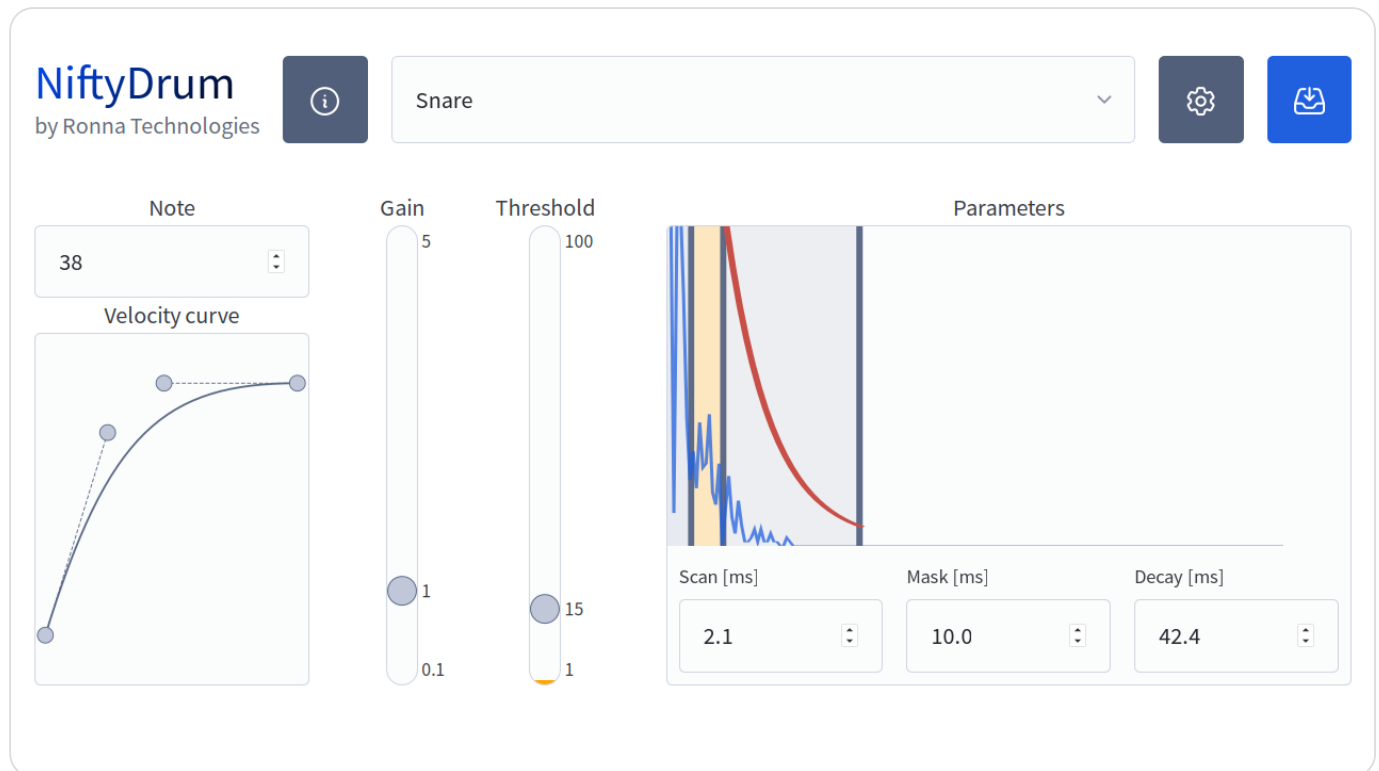 NiftyDrum
by Ronna Technologies
Snare
Note
38
Velocity curve
Gain
5
1
0.1
Threshold
100
15
1
Parameters
Scan [ms]
Mask [ms]
Decay [ms]
2.1
10.0
42.4